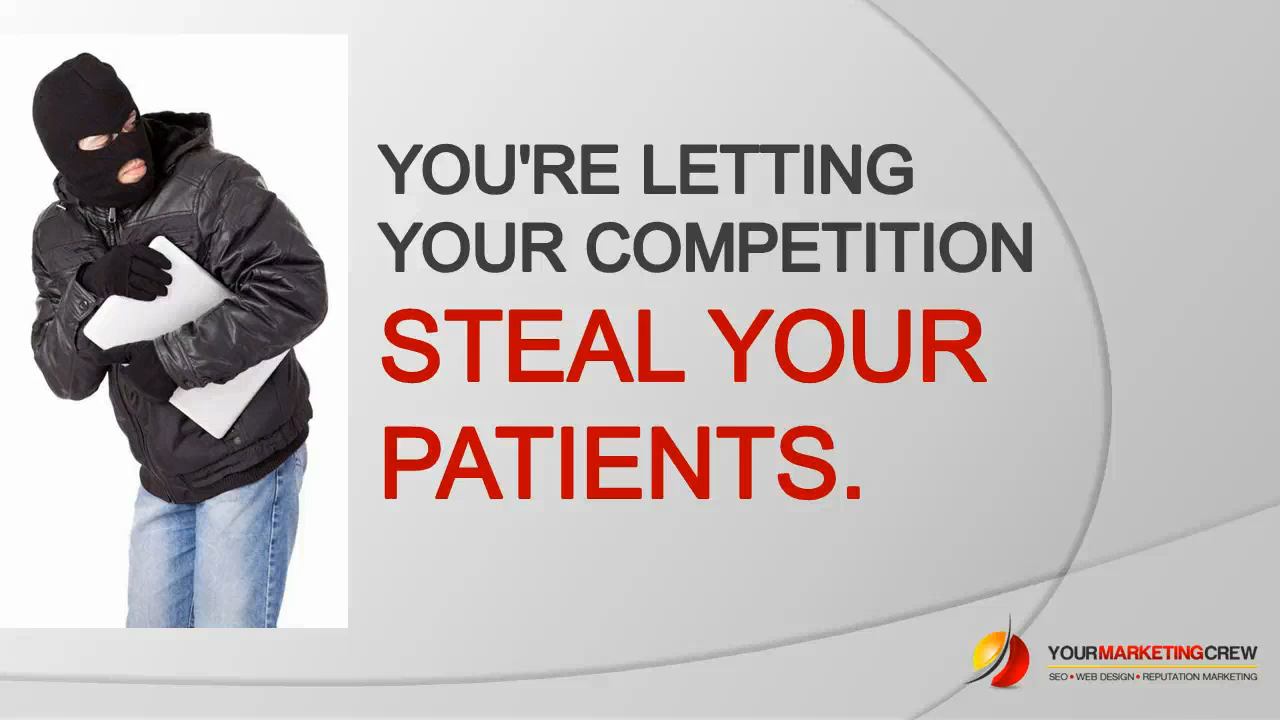 YOU'RE LETTING
YOUR COMPETITION
STEAL YOUR
PATIENTS.
YOURMARKETINGCREW
SEO • WEB DESIGN • REPUTATION MARKETING